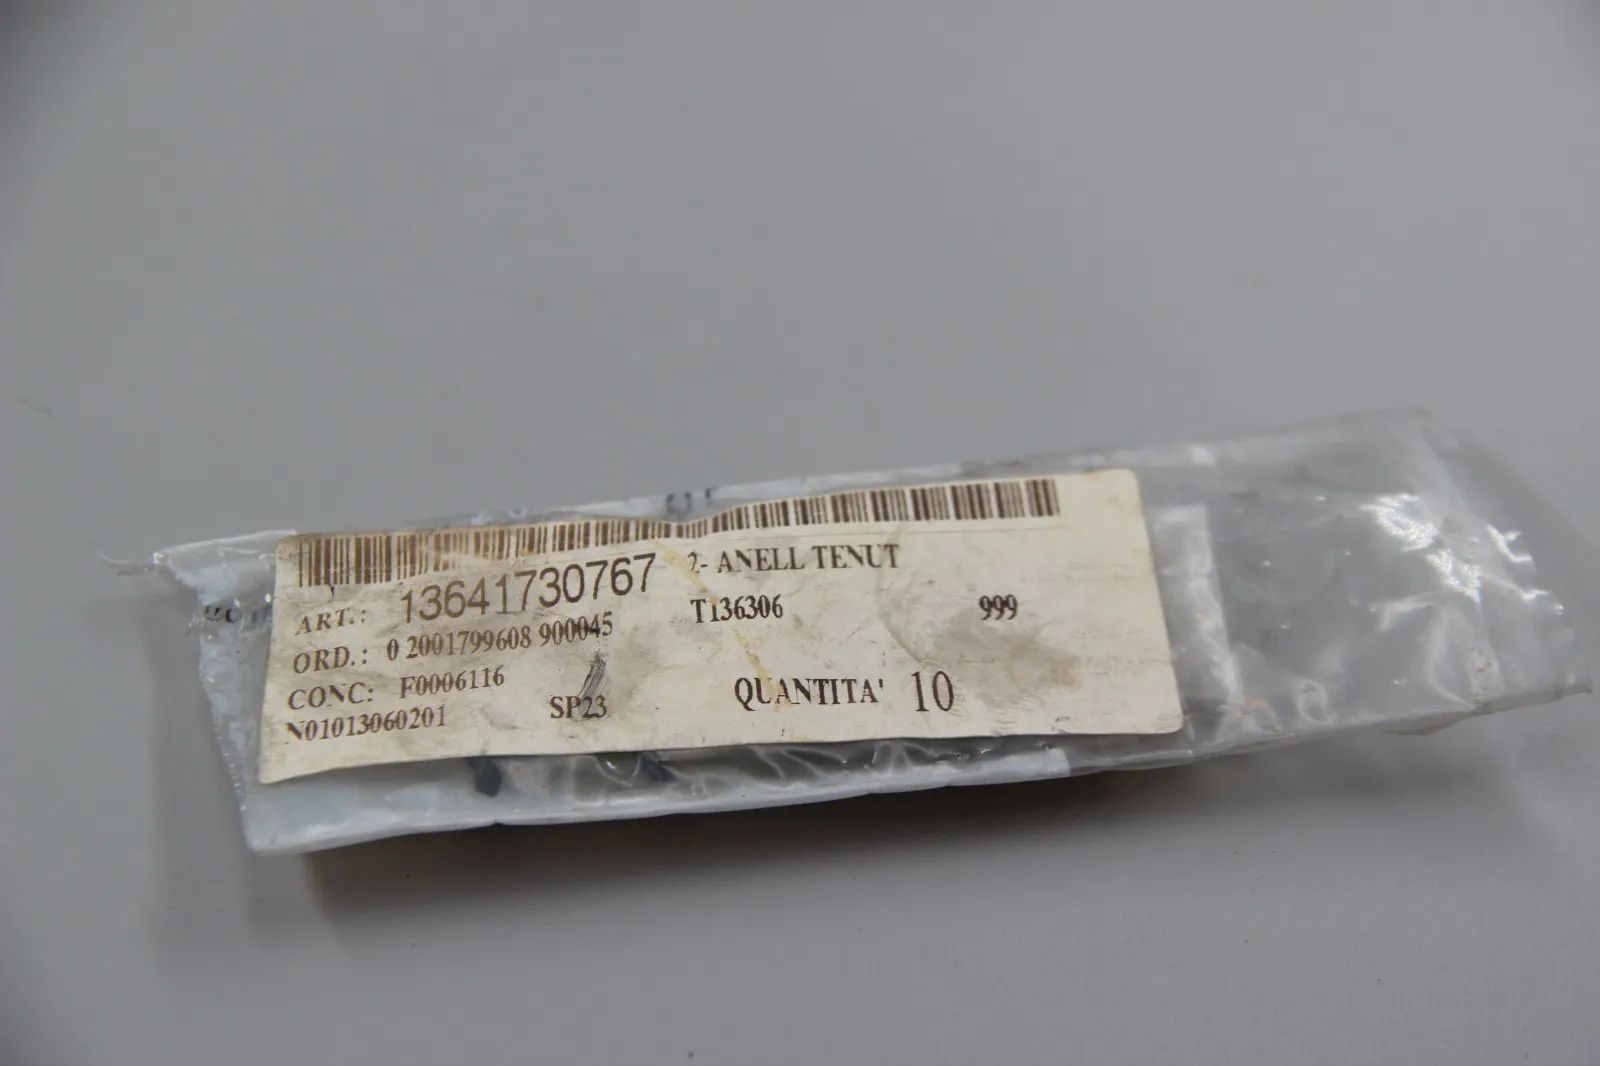 ART.: 13641730767 2- ANELL TENUT
ORD.: 0 2001799608 900045 T136306 999
CONC: F0006116
N01013060201 SP23 QUANTITA' 10